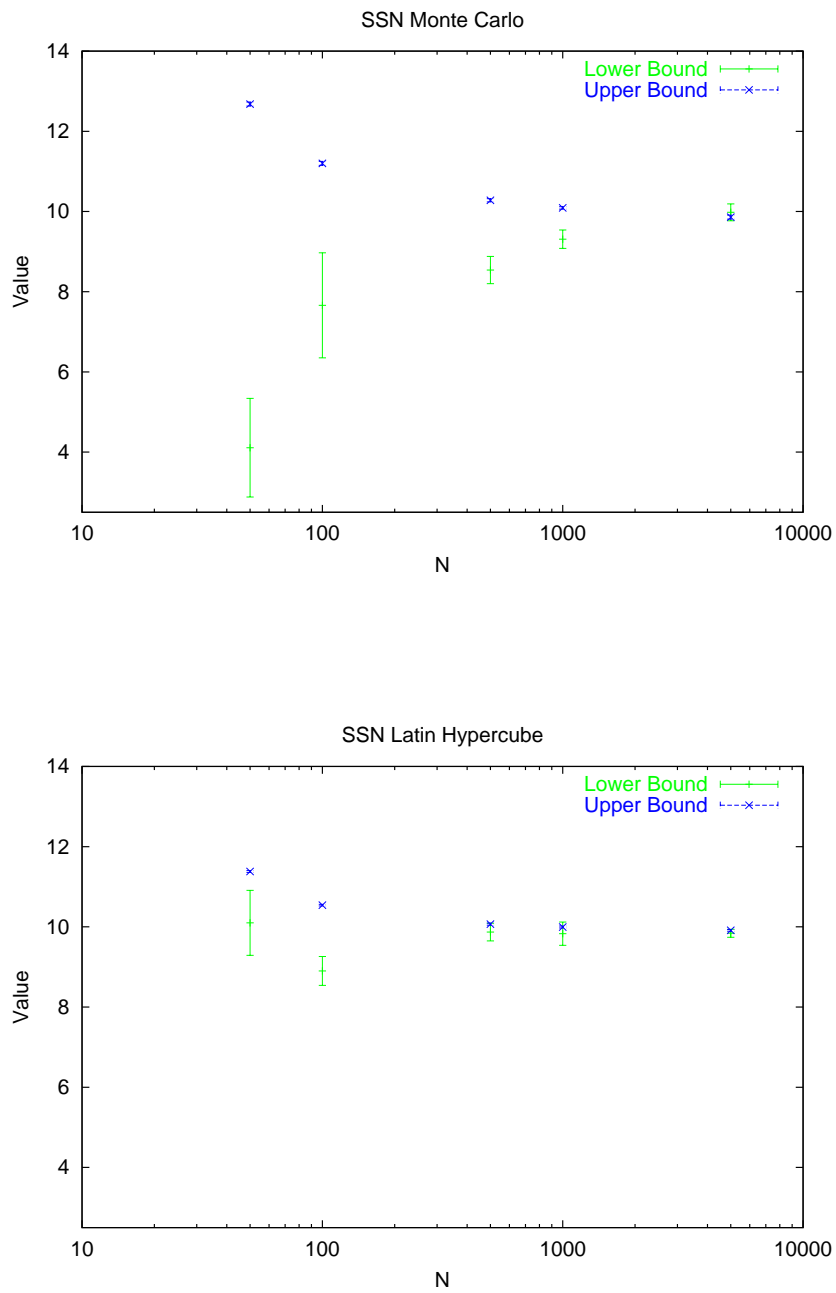 SSN Monte Carlo
14
12
10
8
6
4
Value
Lower Bound
Upper Bound
10
100
1000
10000
N
SSN Latin Hypercube
14
12
10
8
6
4
Value
Lower Bound
Upper Bound
10
100
1000
10000
N